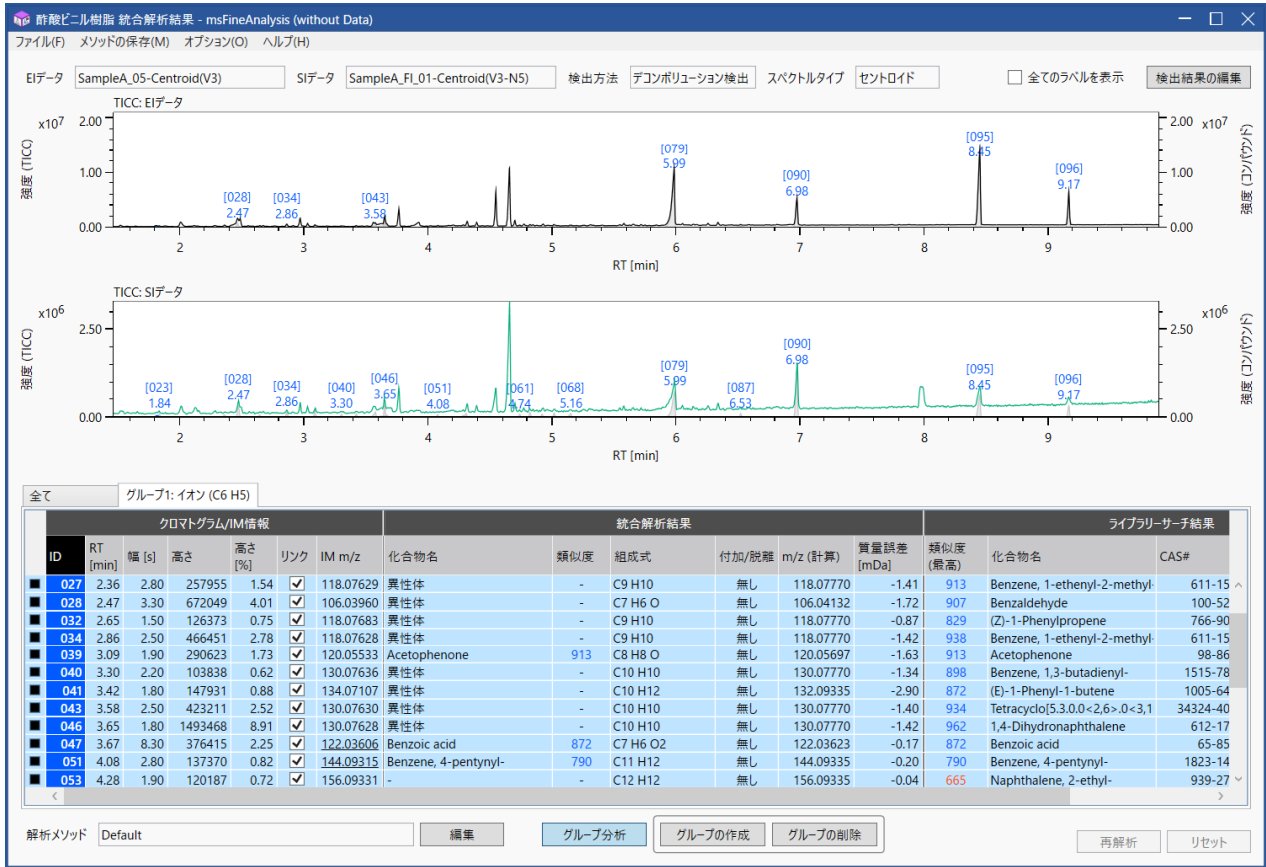 酢酸ビニル樹脂 統合解析結果 - msFineAnalysis (without Data)
ファイル(F) メソッドの保存(M) オプション(O) ヘルプ(H)
EIデータ SampleA_05-Centroid(V3) SIデータ SampleA_FI_01-Centroid(V3-N5) 検出方法 デコンボリューション検出 スペクトルタイプ セントロイド 全てのラベルを表示 検出結果の編集
TICC: EIデータ
x10⁷ 2.00 2.00 x10⁷
[095]
8.45
[079]
5.99
[096]
9.17
[090]
6.98
1.00 1.00
[028] [034] [043]
2.47 2.86 3.58
0.00 0.00
強度 (TICC) 強度 (コンパウンド)
2 3 4 5 6 7 8 9
RT [min]
TICC: SIデータ
x10⁶ 2.50 2.50 x10⁶
[090]
6.98
[079]
5.99
[095]
8.45
[023] [028] [034] [040] [046] [051] [061] [068] [087] [096]
1.84 2.47 2.86 3.30 3.65 4.08 4.74 5.16 6.53 9.17
0.00 0.00
強度 (TICC) 強度 (コンパウンド)
2 3 4 5 6 7 8 9
RT [min]
全て グループ1: イオン (C6 H5)
クロマトグラム/IM情報 統合解析結果 ライブラリーサーチ結果
ID RT [min] 幅 [s] 高さ 高さ [%] リンク IM m/z 化合物名 類似度 組成式 付加/脱離 m/z (計算) 質量誤差 [mDa] 類似度 (最高) 化合物名 CAS#
027 2.36 2.80 257955 1.54 118.07629 異性体 - C9 H10 無し 118.07770 -1.41 913 Benzene, 1-ethenyl-2-methyl- 611-15
028 2.47 3.30 672049 4.01 106.03960 異性体 - C7 H6 O 無し 106.04132 -1.72 907 Benzaldehyde 100-52
032 2.65 1.50 126373 0.75 118.07683 異性体 - C9 H10 無し 118.07770 -0.87 829 (Z)-1-Phenylpropene 766-90
034 2.86 2.50 466451 2.78 118.07628 異性体 - C9 H10 無し 118.07770 -1.42 938 Benzene, 1-ethenyl-2-methyl- 611-15
039 3.09 1.90 290623 1.73 120.05533 Acetophenone 913 C8 H8 O 無し 120.05697 -1.63 913 Acetophenone 98-86
040 3.30 2.20 103838 0.62 130.07636 異性体 - C10 H10 無し 130.07770 -1.34 898 Benzene, 1,3-butadienyl- 1515-78
041 3.42 1.80 147931 0.88 134.07107 異性体 - C10 H12 無し 132.09335 -2.90 872 (E)-1-Phenyl-1-butene 1005-64
043 3.58 2.50 423211 2.52 130.07630 異性体 - C10 H10 無し 130.07770 -1.40 934 Tetracyclo[5.3.0.0<2,6>.0<3,1 34324-40
046 3.65 1.80 1493468 8.91 130.07628 異性体 - C10 H10 無し 130.07770 -1.42 962 1,4-Dihydronaphthalene 612-17
047 3.67 8.30 376415 2.25 122.03606 Benzoic acid 872 C7 H6 O2 無し 122.03623 -0.17 872 Benzoic acid 65-85
051 4.08 2.80 137370 0.82 144.09315 Benzene, 4-pentynyl- 790 C11 H12 無し 144.09335 -0.20 790 Benzene, 4-pentynyl- 1823-14
053 4.28 1.90 120187 0.72 156.09331 - C12 H12 無し 156.09335 -0.04 665 Naphthalene, 2-ethyl- 939-27
解析メソッド Default 編集 グループ分析 グループの作成 グループの削除 再解析 リセット